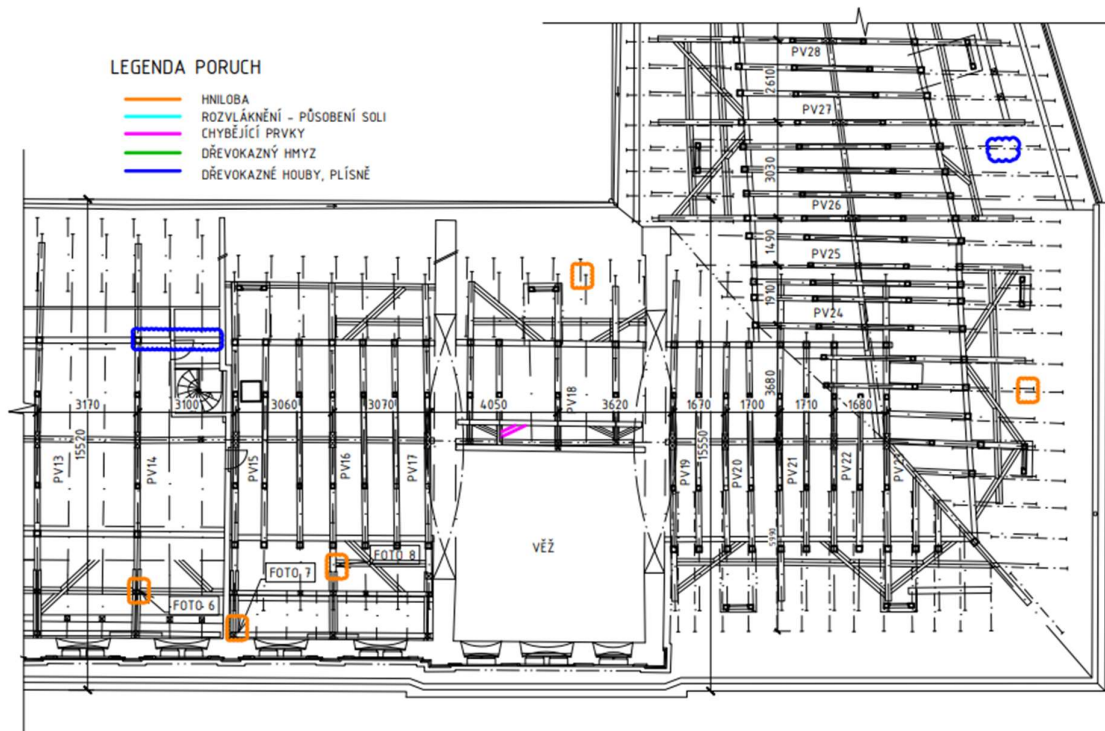 LEGENDA PORUCH
HNILOBA
ROZVLÁKNĚNÍ - PŮSOBENÍ SOLI
CHYBĚJÍCÍ PRVKY
DŘEVOKAZNÝ HMYZ
DŘEVOKAZNÉ HOUBY, PLÍSNĚ
PV28
2610
PV27
3030
PV26
1490
PV25
1910
PV24
3680
3170
3100
3060
3070
4050
PV18
3620
1670
1700
1710
1680
15520
15550
PV13
PV14
PV15
PV16
PV17
PV19
PV20
PV21
PV22
5990
VĚŽ
FOTO 8
FOTO 7
FOTO 6